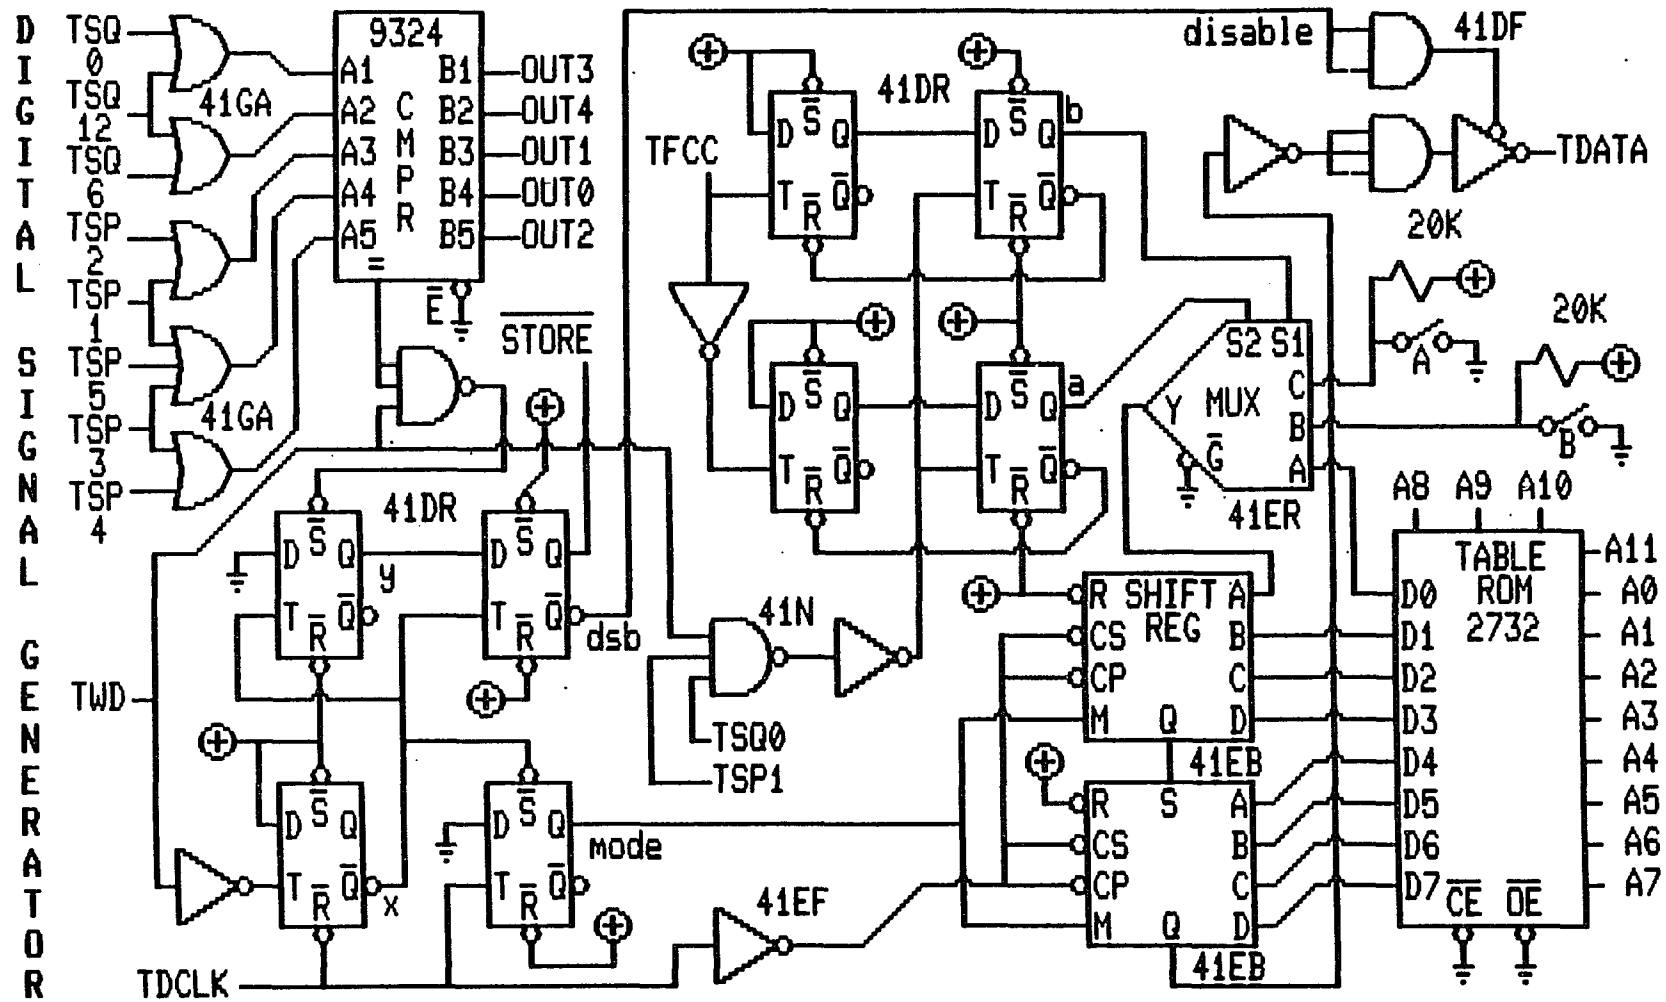 DIGITAL SIGNAL GENERATOR
TSQ
0
TSQ
12
TSQ
6
TSP
2
TSP
1
TSP
5
TSP
3
TSP
4
41GA
41GA
9324
CMPR
A1 B1 OUT3
A2 B2 OUT4
A3 B3 OUT1
A4 B4 OUT0
A5 B5 OUT2
=
E
STORE
41DR
D S Q
T R Q
y
D S Q
T R Q
dsb
TWD
D S Q
T R Q
x
D S Q
T R Q
mode
TDCLK
41EF
TFCC
41DR
D S Q
T R Q
D S Q
T R Q
b
D S Q
T R Q
D S Q
T R Q
a
41N
TSQ0
TSP1
disable
41DF
TDATA
20K
20K
S2 S1
C
Y MUX
B
G
A
41ER
A
B
R SHIFT A
CS REG B
CP C
M Q D
41EB
R S A
CS B
CP C
M Q D
41EB
A8 A9 A10
TABLE
ROM
2732
A11
D0 A0
D1 A1
D2 A2
D3 A3
D4 A4
D5 A5
D6 A6
D7 A7
CE OE